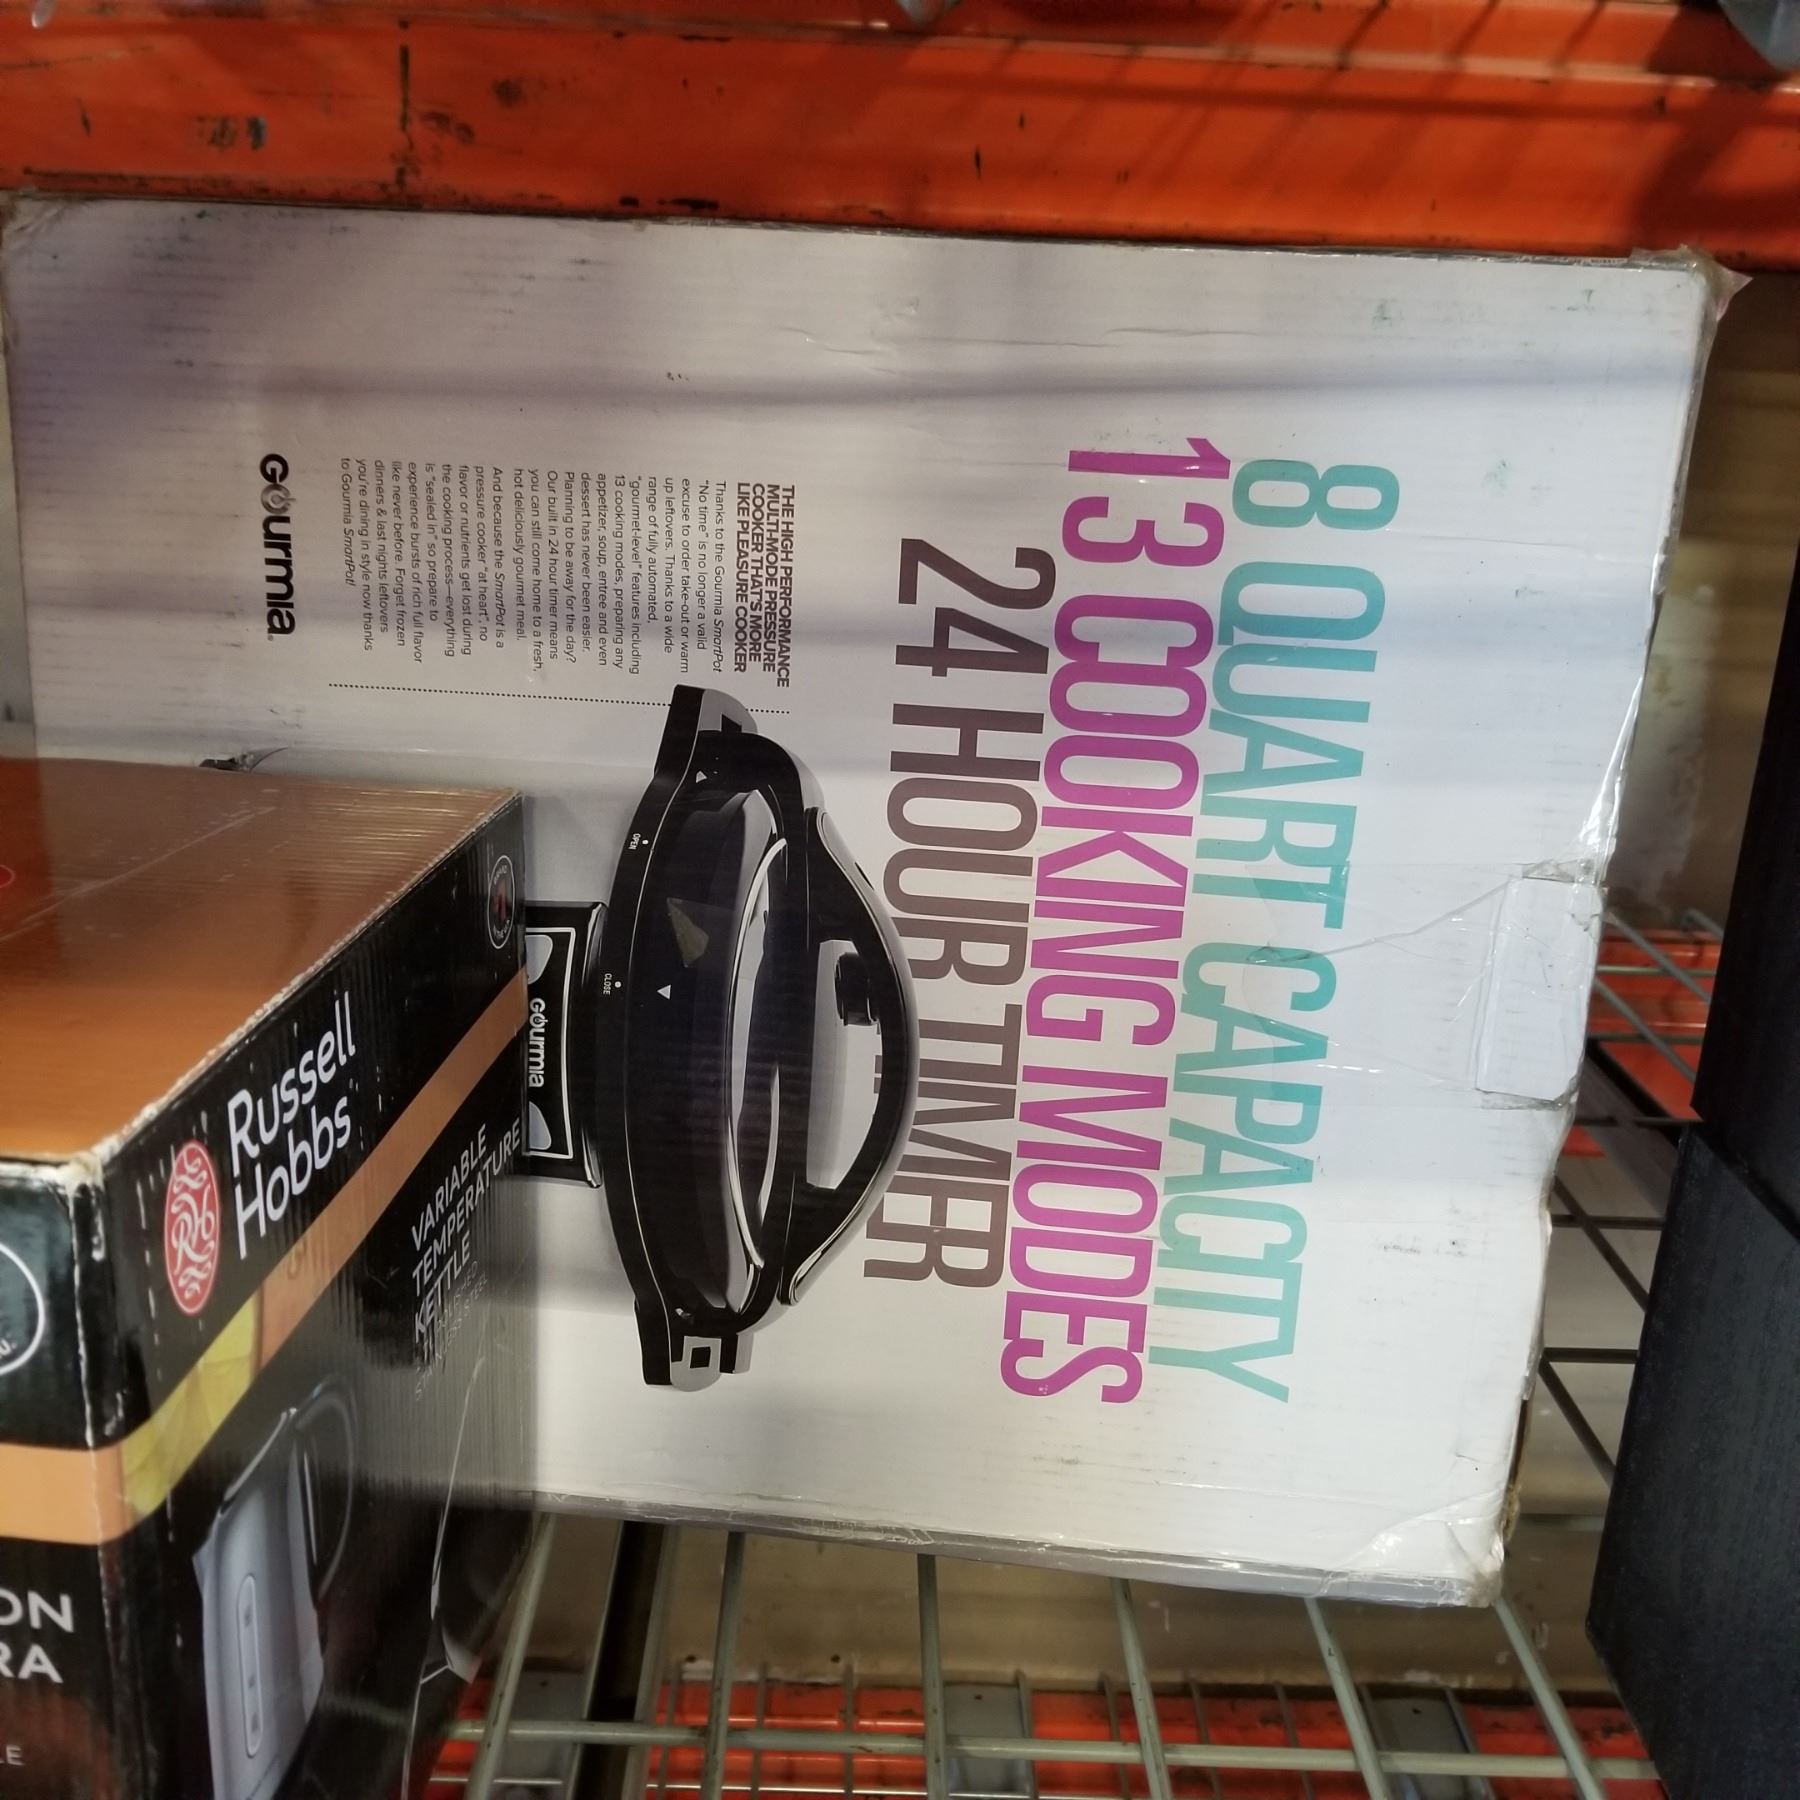 8 QUART CAPACITY
13 COOKING MODES
24 HOUR TIMER
THE HIGH PERFORMANCE
MULTI-MODE PRESSURE
COOKER THAT'S MORE
LIKE PLEASURE COOKER
Thanks to the Gourmia SmartPot
"No time" is no longer a valid
excuse to order take-out or warm
up leftovers. Thanks to a wide
range of fully automated,
"gourmet-level" features including
13 cooking modes, preparing any
appetizer, soup, entree and even
dessert has never been easier.
Planning to be away for the day?
Our built in 24 hour timer means
you can still come home to a fresh,
hot deliciously gourmet meal.
And because the SmartPot is a
pressure cooker "at heart", no
flavor or nutrients get lost during
the cooking process—everything
is "sealed in" so prepare to
experience bursts of rich full flavor
like never before. Forget frozen
dinners & last nights leftovers
you're dining in style now thanks
to Gourmia SmartPot!
Gourmia
OPEN
CLOSE
Gourmia
Russell
Hobbs
VARIABLE
TEMPERATURE
KETTLE
ON
RA
LE